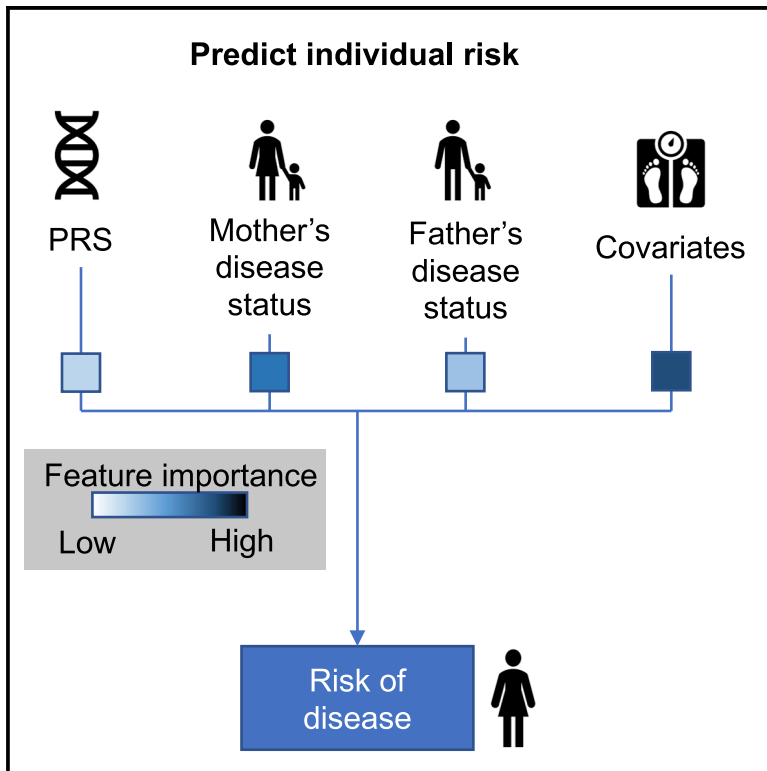 Predict individual risk
PRS
Mother's
disease
status
Father's
disease
status
Covariates
Feature importance
Low High
Risk of
disease